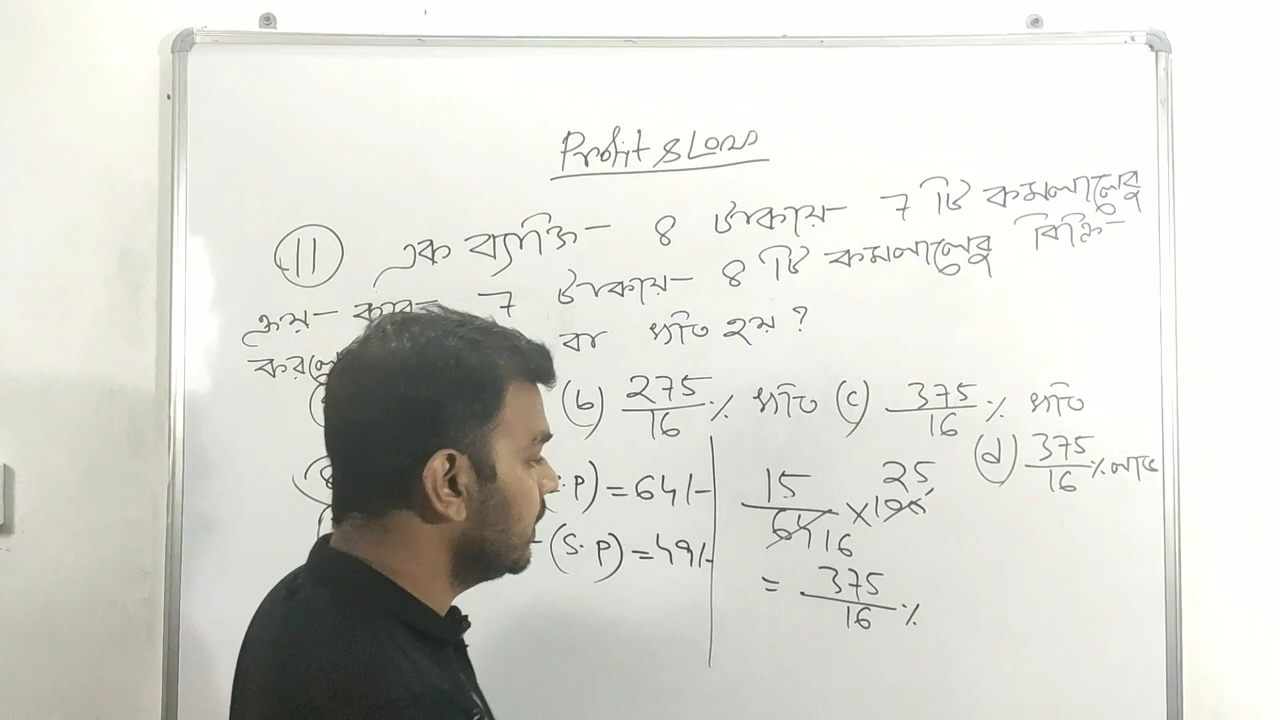 Profit & Loss
11 এক ব্যাক্তি- 8 টাকায়- 7 টি কমলালেবু
ক্রয়- করে- 7 টাকায়- 8 টি কমলালেবু বিক্রি-
করলে বা ক্ষতি হয় ?
(b) 275/16 % ক্ষতি (c) 375/16 % ক্ষতি
(d) 375/16 % লাভ
P) = 64/-
(S.P) = 49/-
15/64 16 × 100 25
= 375/16 %